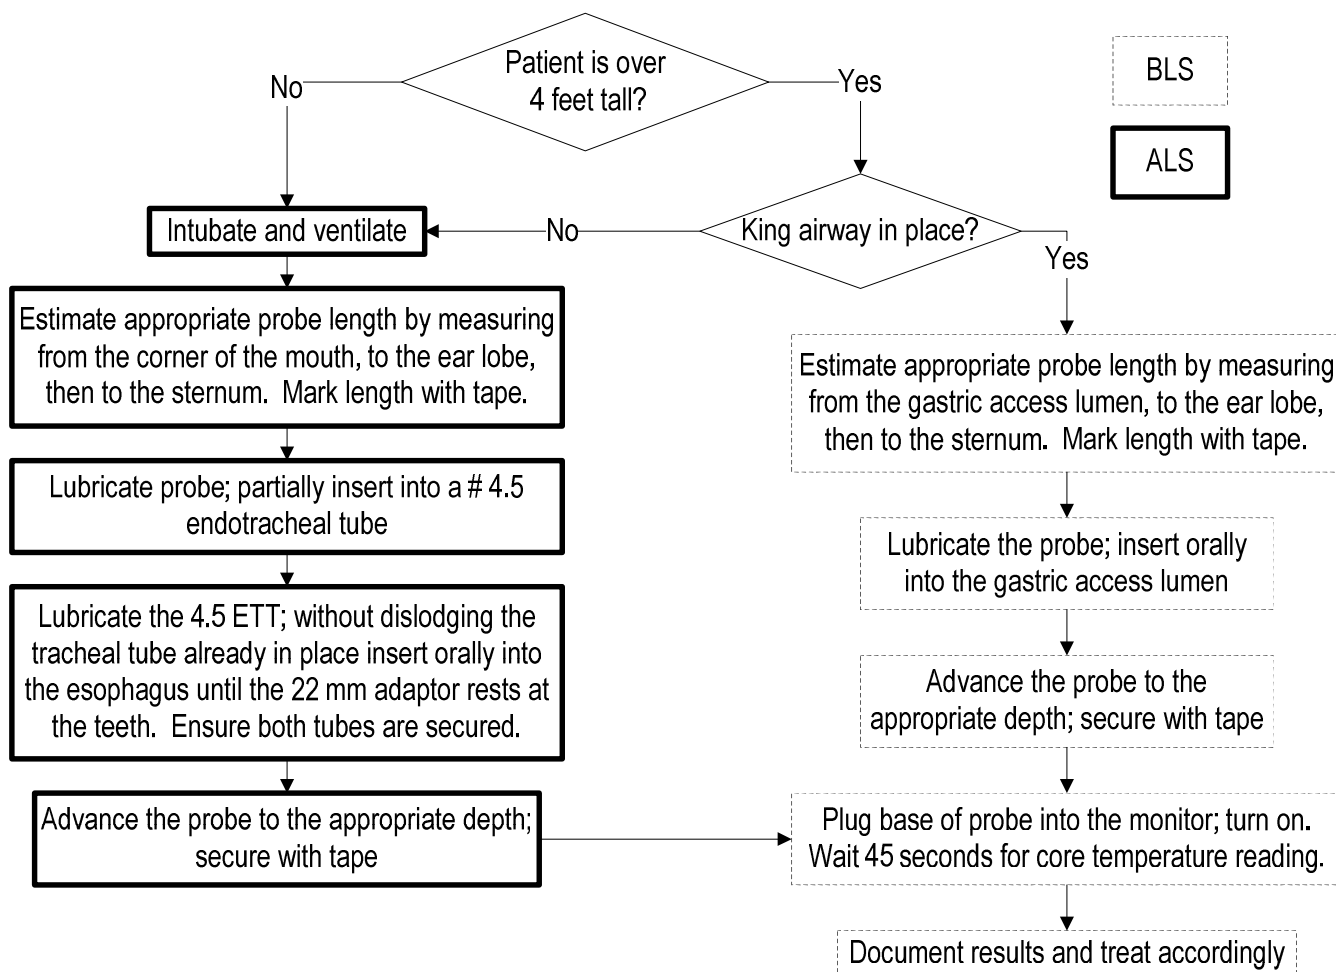 Patient is over
4 feet tall?
No
Yes
BLS
ALS
King airway in place?
No
Yes
Intubate and ventilate
Estimate appropriate probe length by measuring
from the corner of the mouth, to the ear lobe,
then to the sternum.  Mark length with tape.
Lubricate probe; partially insert into a # 4.5
endotracheal tube
Lubricate the 4.5 ETT; without dislodging the
tracheal tube already in place insert orally into
the esophagus until the 22 mm adaptor rests at
the teeth.  Ensure both tubes are secured.
Advance the probe to the appropriate depth;
secure with tape
Estimate appropriate probe length by measuring
from the gastric access lumen, to the ear lobe,
then to the sternum.  Mark length with tape.
Lubricate the probe; insert orally
into the gastric access lumen
Advance the probe to the
appropriate depth; secure with tape
Plug base of probe into the monitor; turn on.
Wait 45 seconds for core temperature reading.
Document results and treat accordingly